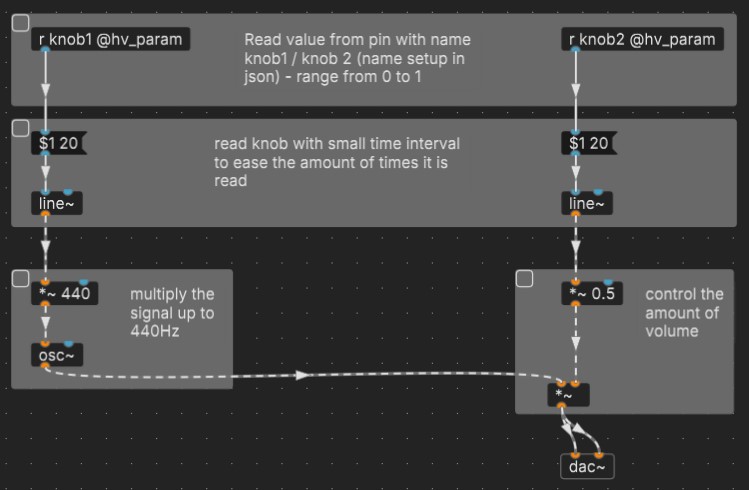 r knob1 @hv_param
Read value from pin with name
knob1 / knob 2 (name setup in
json) - range from 0 to 1
r knob2 @hv_param
$1 20
read knob with small time interval
to ease the amount of times it is
read
$1 20
line~
line~
*~ 440
multiply the
signal up to
440Hz
osc~
*~ 0.5
control the
amount of
volume
*~
dac~